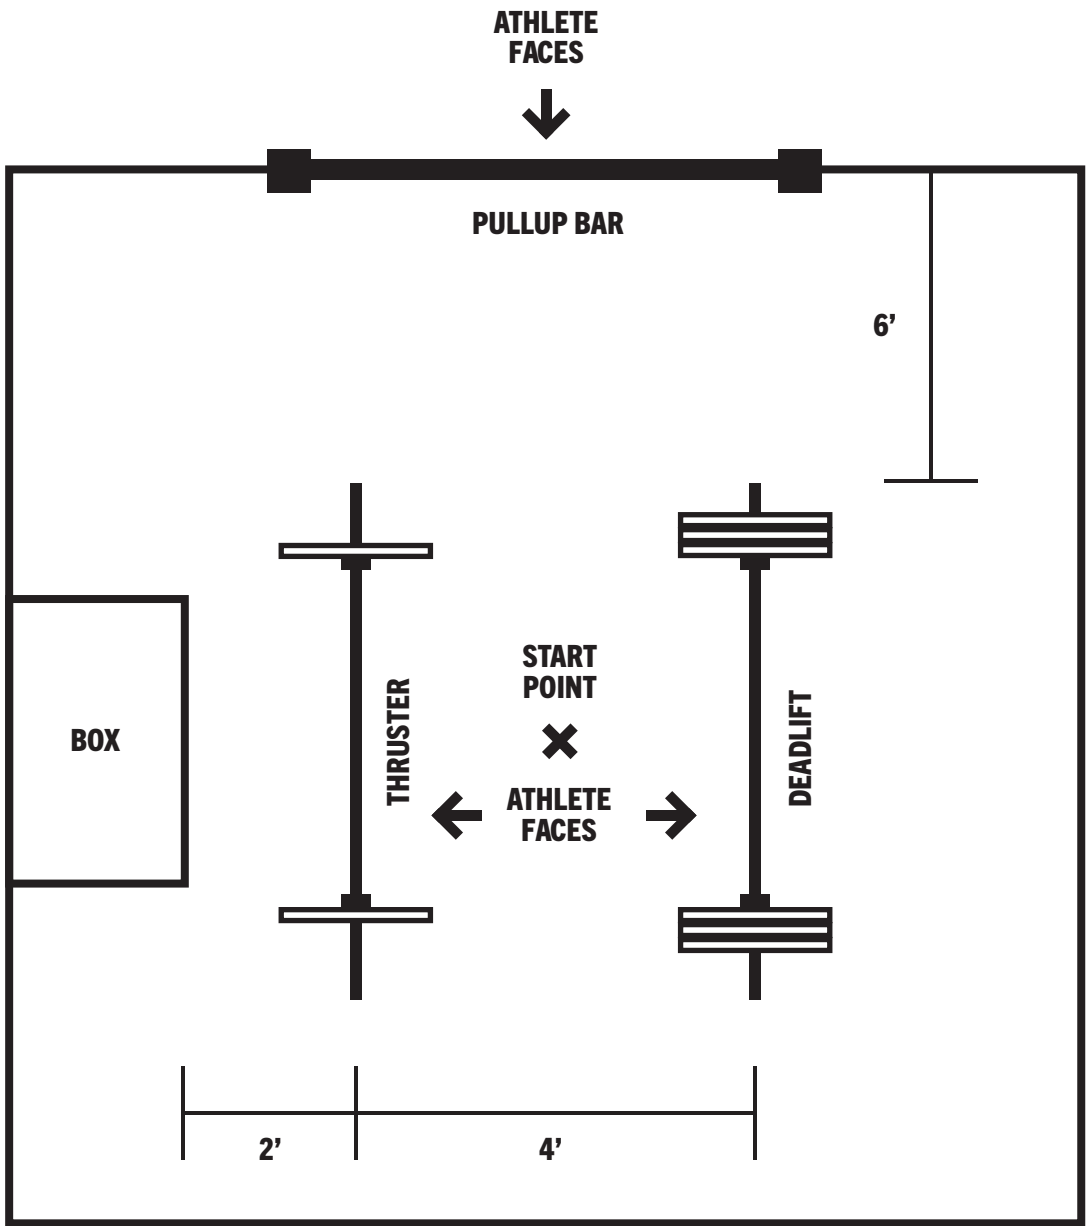 ATHLETE
FACES
PULLUP BAR
6’
START
POINT
THRUSTER
DEADLIFT
BOX
ATHLETE
FACES
2’
4’